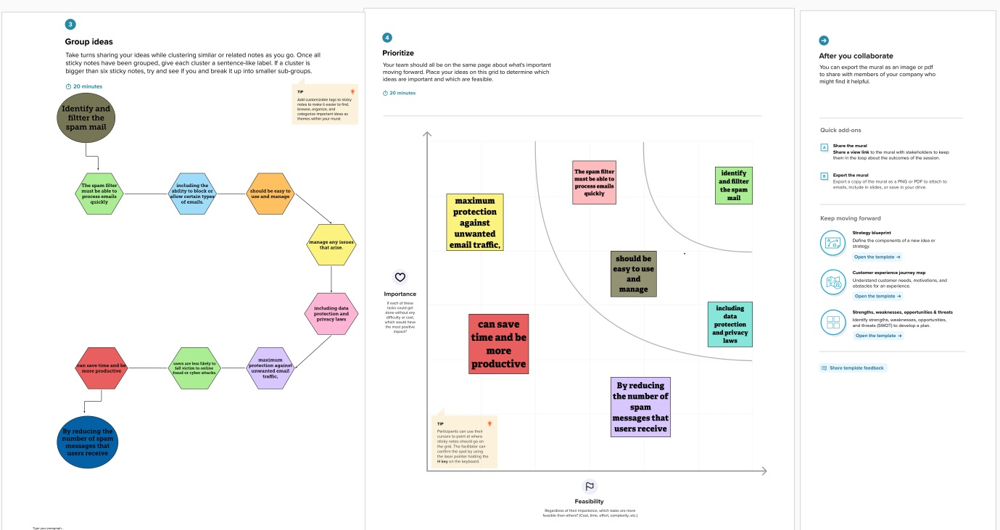 3
Group ideas
Take turns sharing your ideas while clustering similar or related notes as you go. Once all
sticky notes have been grouped, give each cluster a sentence-like label. If a cluster is
bigger than six sticky notes, try and see if you and break it up into smaller sub-groups.
20 minutes
TIP
Add customizable tags to sticky
notes to make it easier to find,
browse, organize, and
categorize important ideas as
themes within your mural.
Identify and
filtter the
spam mail
The spam filter
must be able to
process emails
quickly
including the
ability to block or
allow certain types
of emails.
should be easy to
use and manage
manage any issues
that arise.
including data
protection and
privacy laws
maximum
protection against
unwanted email
traffic,
users are less likely to
fall victim to online
fraud or cyber attacks.
can save time and be
more productive
By reducing the
number of spam
messages that
users receive
Type your paragraph...
4
Prioritize
Your team should all be on the same page about what's important
moving forward. Place your ideas on this grid to determine which
ideas are important and which are feasible.
20 minutes
The spam filter
must be able to
process emails
quickly
identify
and filter
the spam
mail
maximum
protection
against
unwanted
email traffic,
should be
easy to use
and
manage
including
data
protection
and privacy
laws
can save
time and be
more
productive
By reducing
the number of
spam
messages that
users receive
Importance
If each of these
tasks could get
done without any
difficulty or cost,
which would have
the most positive
impact?
TIP
Participants can use their
cursors to point at where
sticky notes should go on
the grid. The facilitator can
confirm the spot by using
the laser pointer holding the
H key on the keyboard.
Feasibility
Regardless of their importance, which tasks are more
feasible than others? (Cost, time, effort, complexity, etc.)
After you collaborate
You can export the mural as an image or pdf
to share with members of your company who
might find it helpful.
Quick add-ons
A
Share the mural
Share a view link to the mural with stakeholders to keep
them in the loop about the outcomes of the session.
B
Export the mural
Export a copy of the mural as a PNG or PDF to attach to
emails, include in slides, or save in your drive.
Keep moving forward
Strategy blueprint
Define the components of a new idea or
strategy.
Open the template →
Customer experience journey map
Understand customer needs, motivations, and
obstacles for an experience.
Open the template →
Strengths, weaknesses, opportunities & threats
Identify strengths, weaknesses, opportunities,
and threats (SWOT) to develop a plan.
Open the template →
Share template feedback